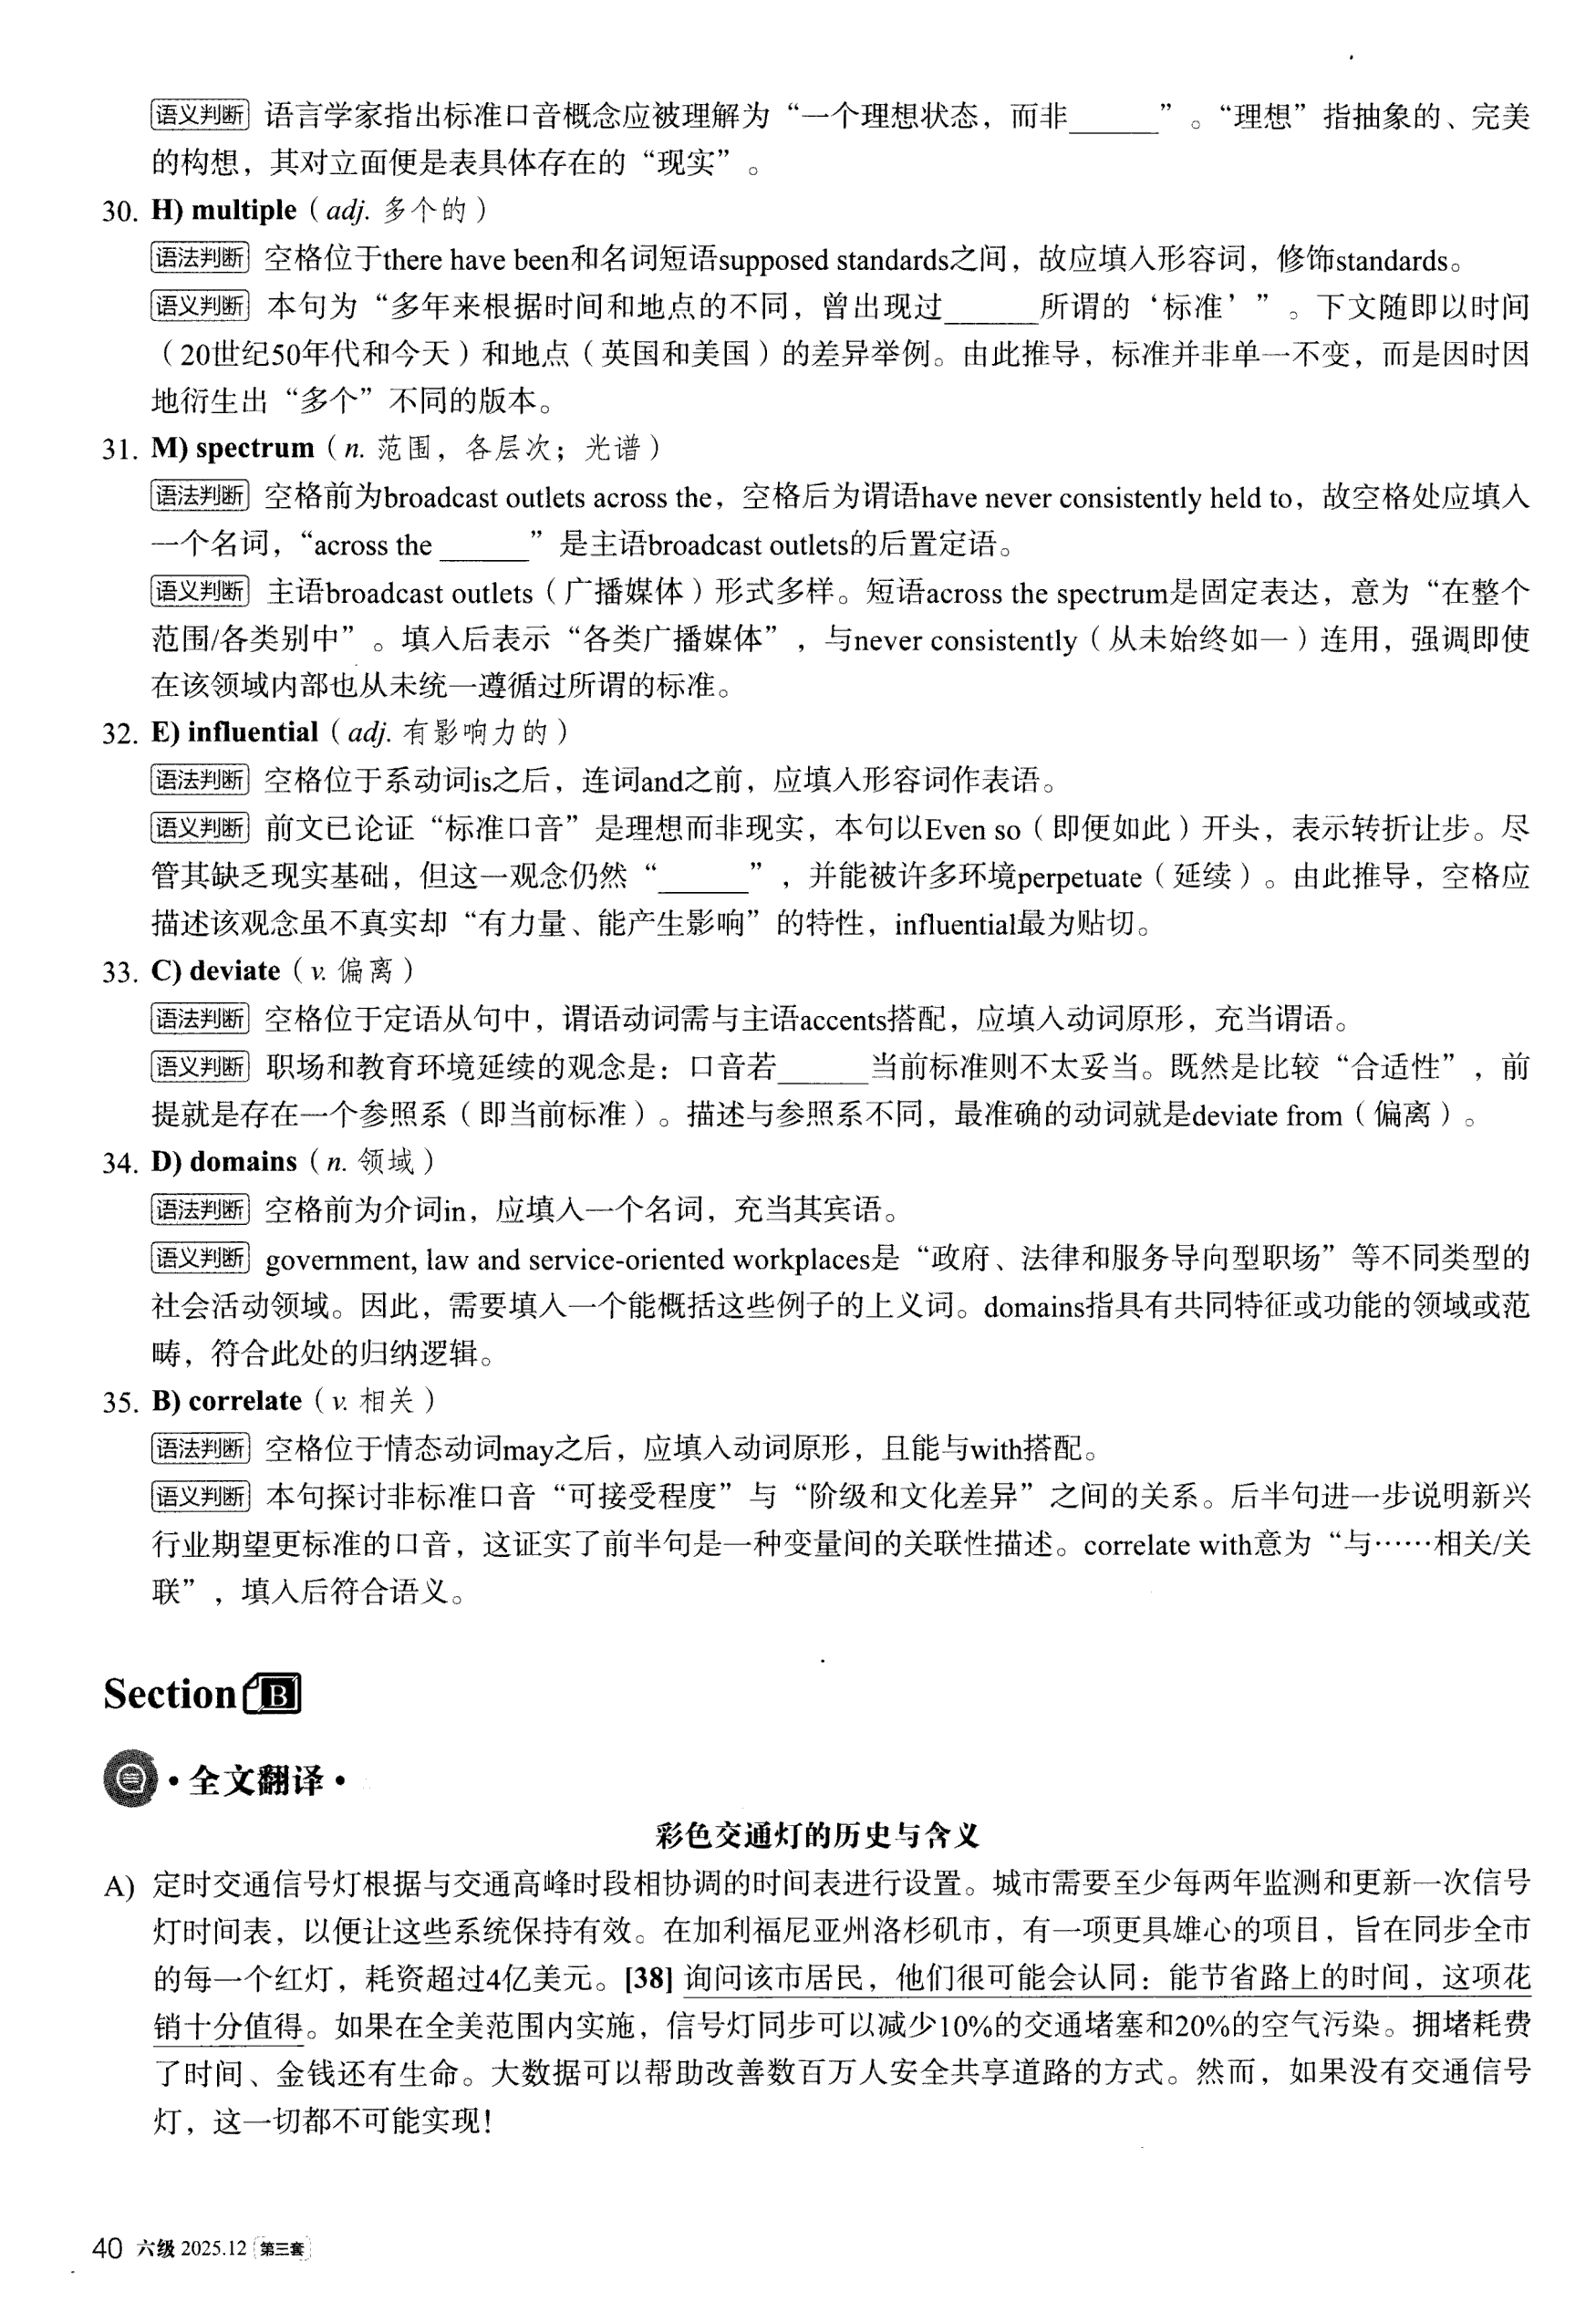 语义判断 语言学家指出标准口音概念应被理解为“一个理想状态，而非______”。“理想”指抽象的、完美
的构想，其对立面便是表具体存在的“现实”。
30. H) multiple（adj. 多个的）
语法判断 空格位于there have been和名词短语supposed standards之间，故应填入形容词，修饰standards。
语义判断 本句为“多年来根据时间和地点的不同，曾出现过______所谓的‘标准’”。下文随即以时间
（20世纪50年代和今天）和地点（英国和美国）的差异举例。由此推导，标准并非单一不变，而是因时因
地衍生出“多个”不同的版本。
31. M) spectrum（n. 范围，各层次；光谱）
语法判断 空格前为broadcast outlets across the，空格后为谓语have never consistently held to，故空格处应填入
一个名词，“across the ______”是主语broadcast outlets的后置定语。
语义判断 主语broadcast outlets（广播媒体）形式多样。短语across the spectrum是固定表达，意为“在整个
范围/各类别中”。填入后表示“各类广播媒体”，与never consistently（从未始终如一）连用，强调即使
在该领域内部也从未统一遵循过所谓的标准。
32. E) influential（adj. 有影响力的）
语法判断 空格位于系动词is之后，连词and之前，应填入形容词作表语。
语义判断 前文已论证“标准口音”是理想而非现实，本句以Even so（即便如此）开头，表示转折让步。尽
管其缺乏现实基础，但这一观念仍然“______”，并能被许多环境perpetuate（延续）。由此推导，空格应
描述该观念虽不真实却“有力量、能产生影响”的特性，influential最为贴切。
33. C) deviate（v. 偏离）
语法判断 空格位于定语从句中，谓语动词需与主语accents搭配，应填入动词原形，充当谓语。
语义判断 职场和教育环境延续的观念是：口音若______当前标准则不太妥当。既然是比较“合适性”，前
提就是存在一个参照系（即当前标准）。描述与参照系不同，最准确的动词就是deviate from（偏离）。
34. D) domains（n. 领域）
语法判断 空格前为介词in，应填入一个名词，充当其宾语。
语义判断 government, law and service-oriented workplaces是“政府、法律和服务导向型职场”等不同类型的
社会活动领域。因此，需要填入一个能概括这些例子的上义词。domains指具有共同特征或功能的领域或范
畴，符合此处的归纳逻辑。
35. B) correlate（v. 相关）
语法判断 空格位于情态动词may之后，应填入动词原形，且能与with搭配。
语义判断 本句探讨非标准口音“可接受程度”与“阶级和文化差异”之间的关系。后半句进一步说明新兴
行业期望更标准的口音，这证实了前半句是一种变量间的关联性描述。correlate with意为“与……相关/关
联”，填入后符合语义。
Section B
·全文翻译·
彩色交通灯的历史与含义
A) 定时交通信号灯根据与交通高峰时段相协调的时间表进行设置。城市需要至少每两年监测和更新一次信号
灯时间表，以便让这些系统保持有效。在加利福尼亚州洛杉矶市，有一项更具雄心的项目，旨在同步全市
的每一个红灯，耗资超过4亿美元。[38] 询问该市居民，他们很可能会认同：能节省路上的时间，这项花
销十分值得。如果在全美范围内实施，信号灯同步可以减少10%的交通堵塞和20%的空气污染。拥堵耗费
了时间、金钱还有生命。大数据可以帮助改善数百万人安全共享道路的方式。然而，如果没有交通信号
灯，这一切都不可能实现！
40 六级 2025.12 第三套